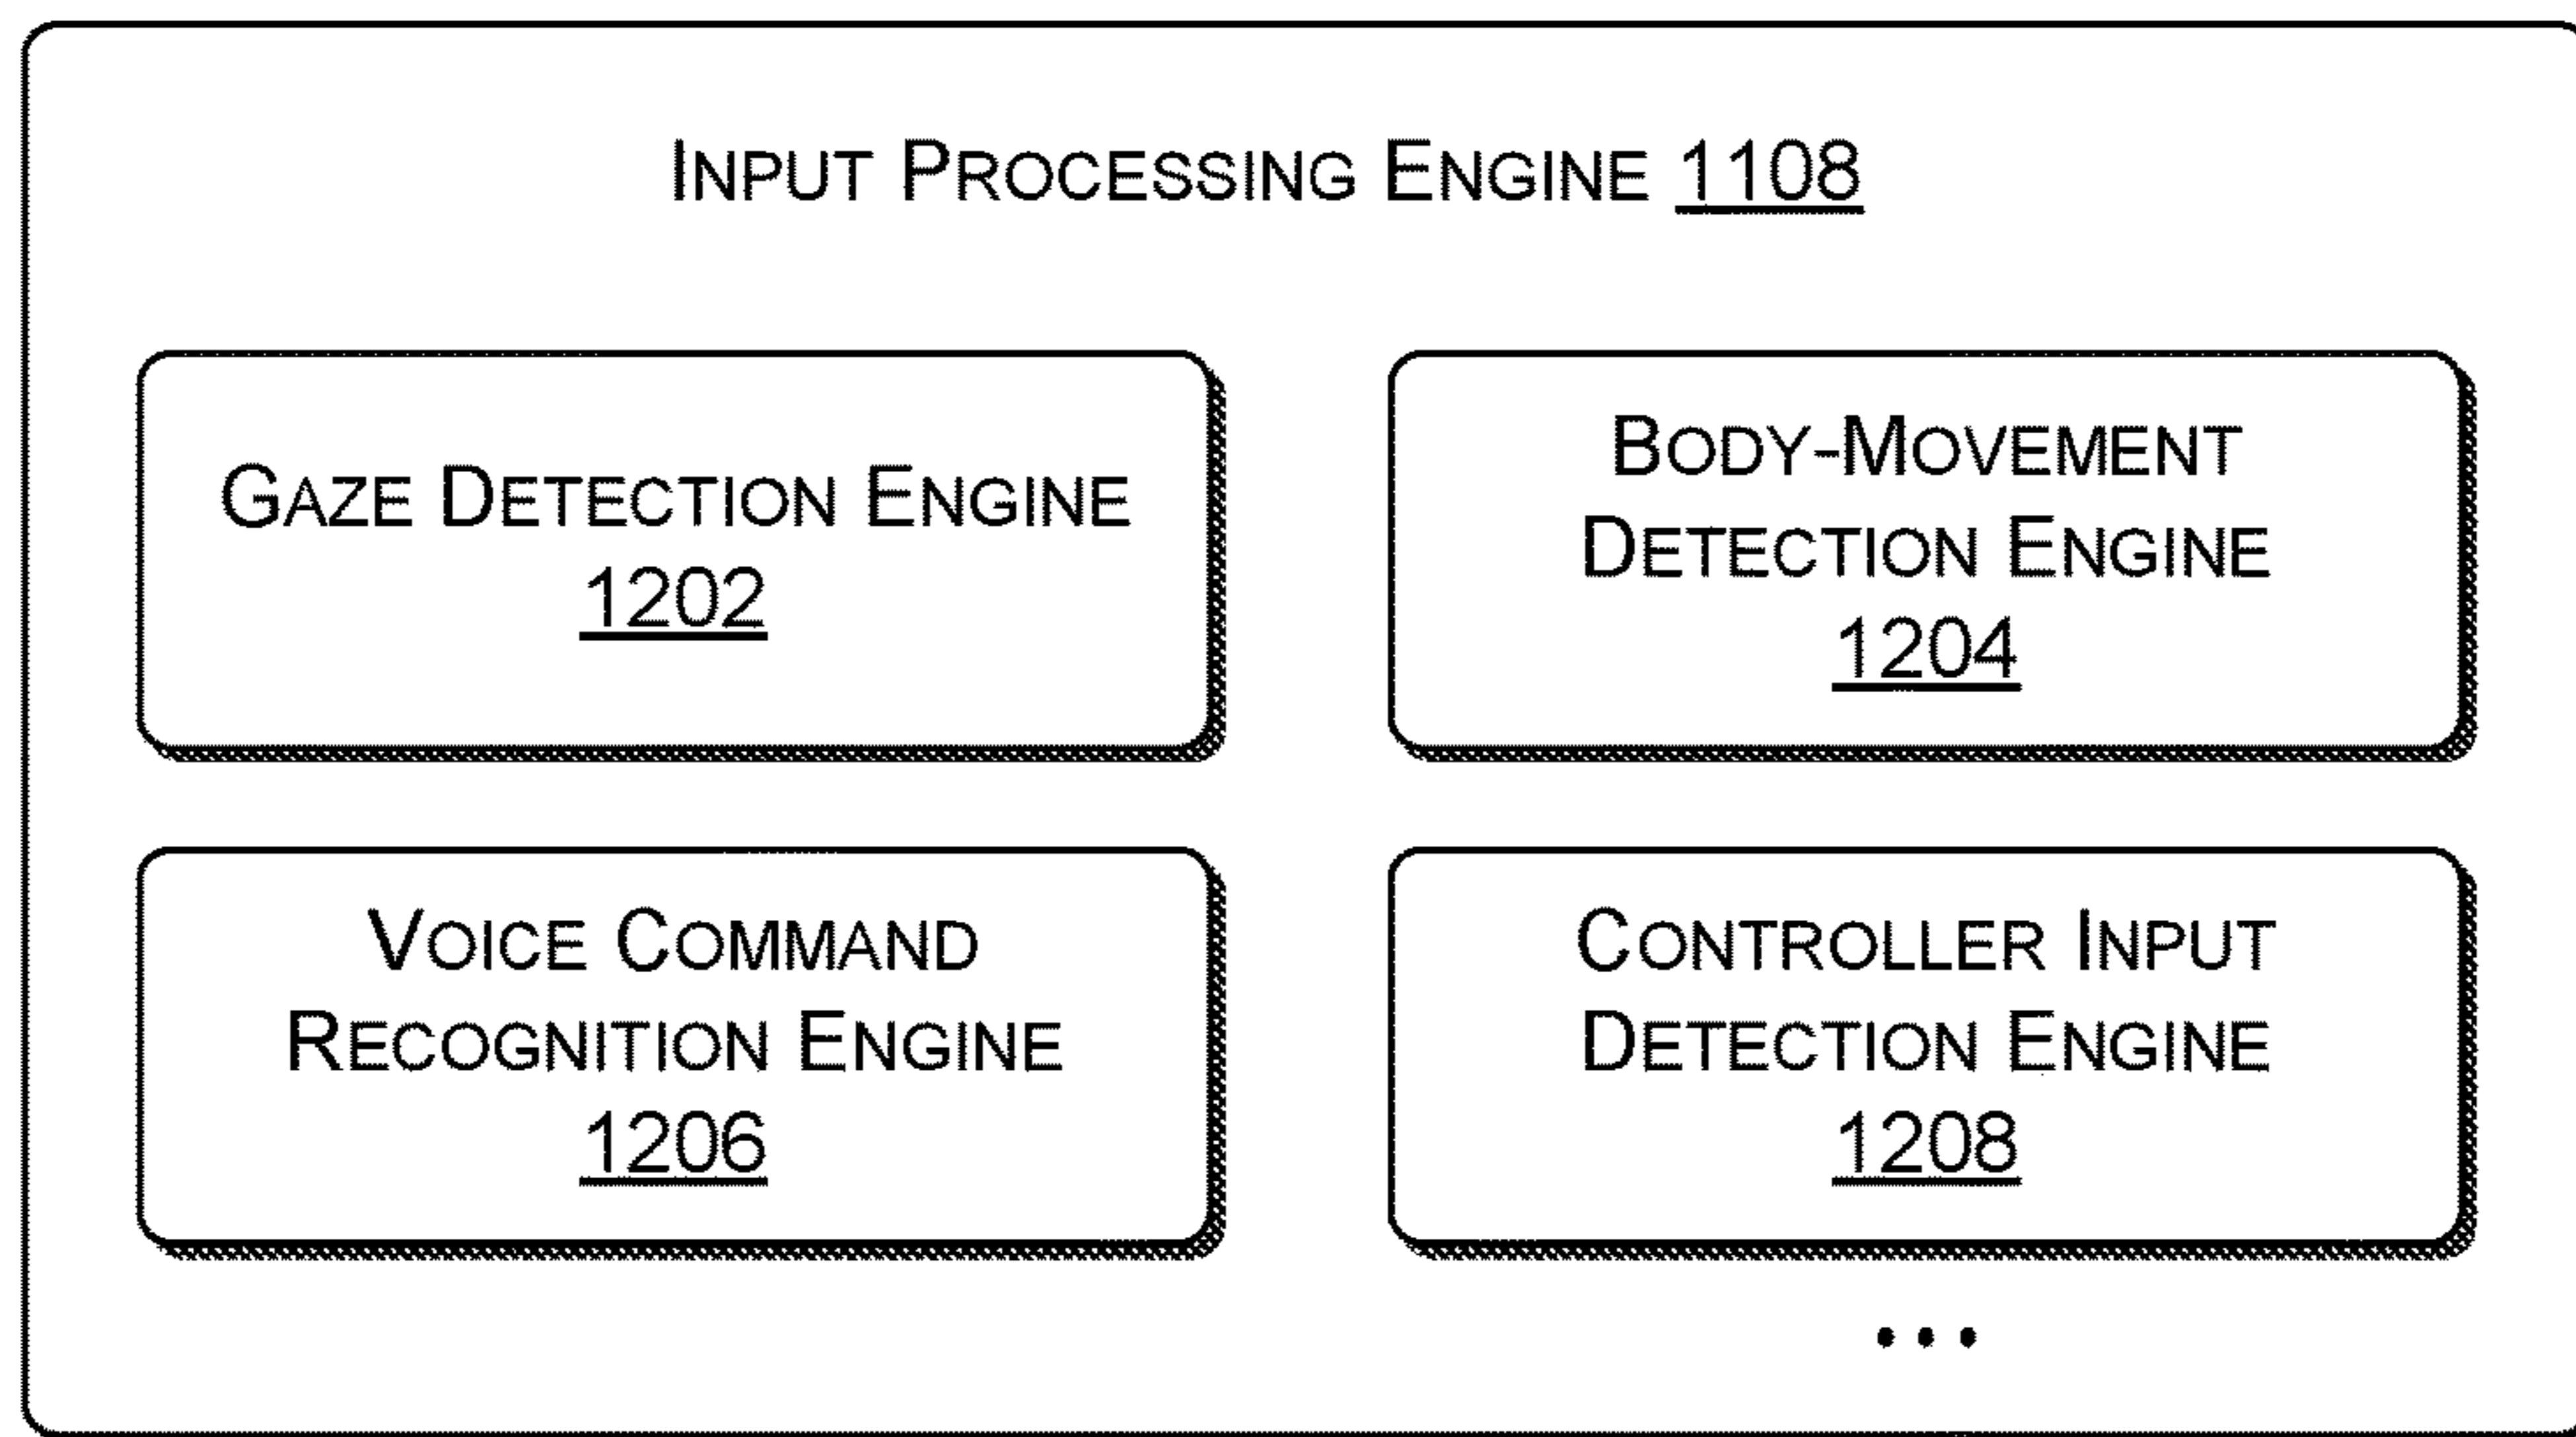 INPUT PROCESSING ENGINE 1108
GAZE DETECTION ENGINE
1202
BODY-MOVEMENT
DETECTION ENGINE
1204
VOICE COMMAND
RECOGNITION ENGINE
1206
CONTROLLER INPUT
DETECTION ENGINE
1208
...